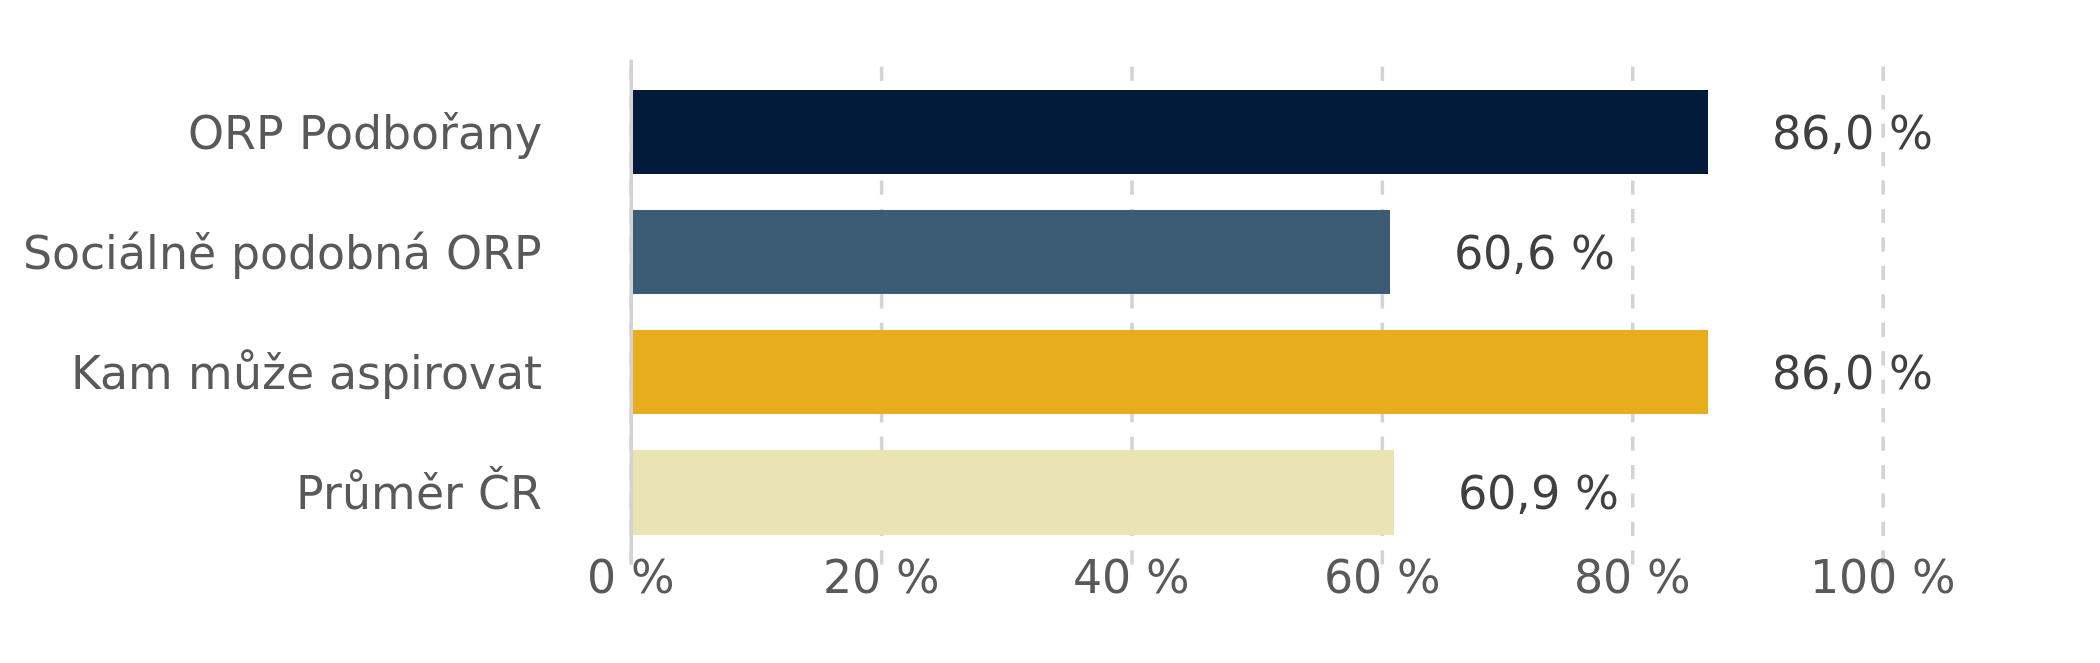 ORP Podbořany 86,0 %
Sociálně podobná ORP 60,6 %
Kam může aspirovat 86,0 %
Průměr ČR 60,9 %
0 % 20 % 40 % 60 % 80 % 100 %